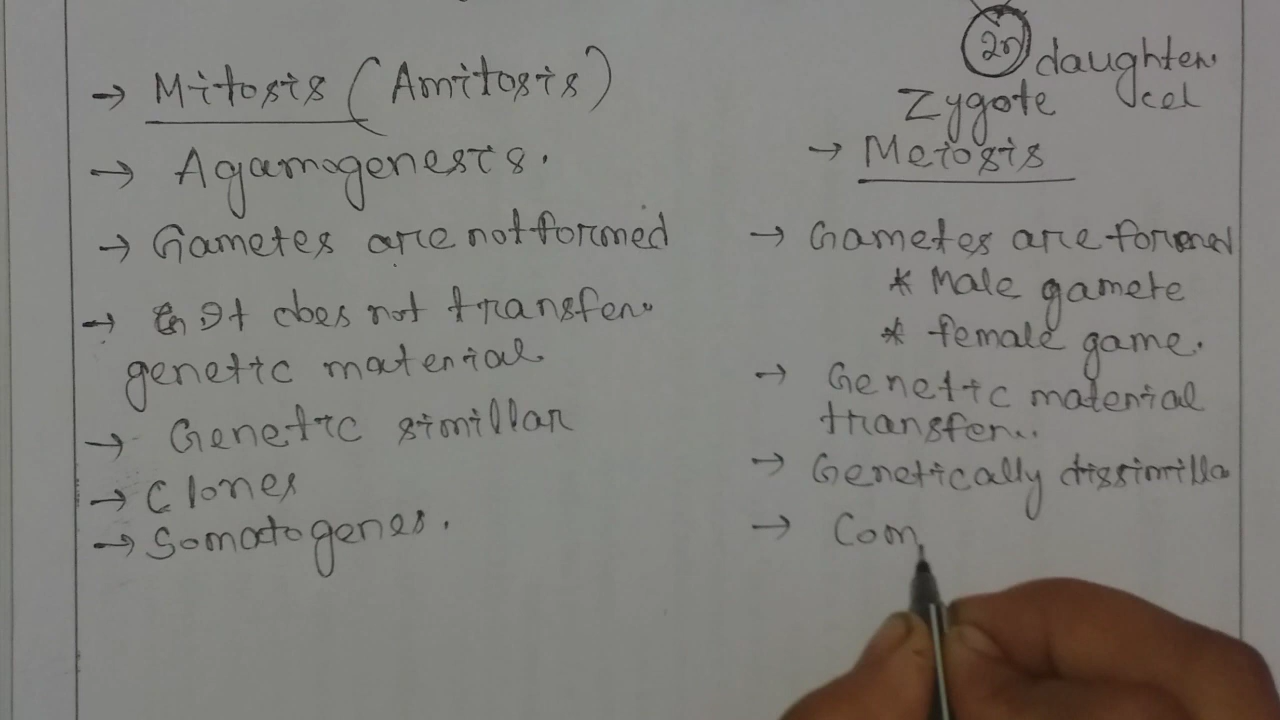 → Mitosis (Amitosis)
→ Agamogenesis.
→ Gametes are not formed
→ It does not transfer
genetic material
→ Genetic simillar
→ Clones
→ Somatogenes.
2n daughter
cel
Zygote
→ Meiosis
→ Gametes are formed
* Male gamete
* female game.
→ Genetic material
transfer..
→ Genetically dissimilla
→ Com